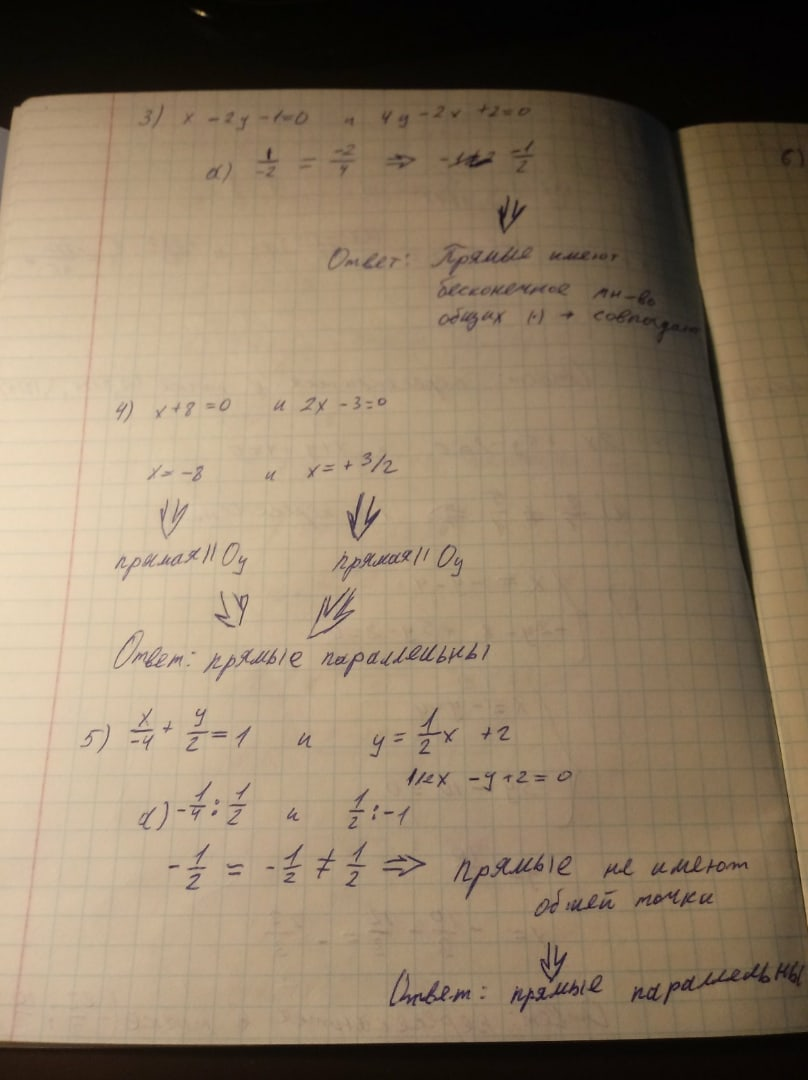 3) x - 2y - 1 = 0 и 4y - 2x + 2 = 0
α) 1/-2 = -2/4 ⇒ -1/2
Ответ: Прямые имеют
бесконечное мн-во
общих (·) → совпадают
4) x + 8 = 0 и 2x - 3 = 0
x = -8 и x = + 3/2
прямая || Oy прямая || Oy
Ответ: прямые параллельны
5) x/-4 + y/2 = 1 и y = 1/2 x + 2
1/2x - y + 2 = 0
α) -1/4 : 1/2 и 1/2 : -1
-1/2 = -1/2 ≠ 1/2 ⇒ прямые не имеют
общей точки
Ответ: прямые параллельны
6)